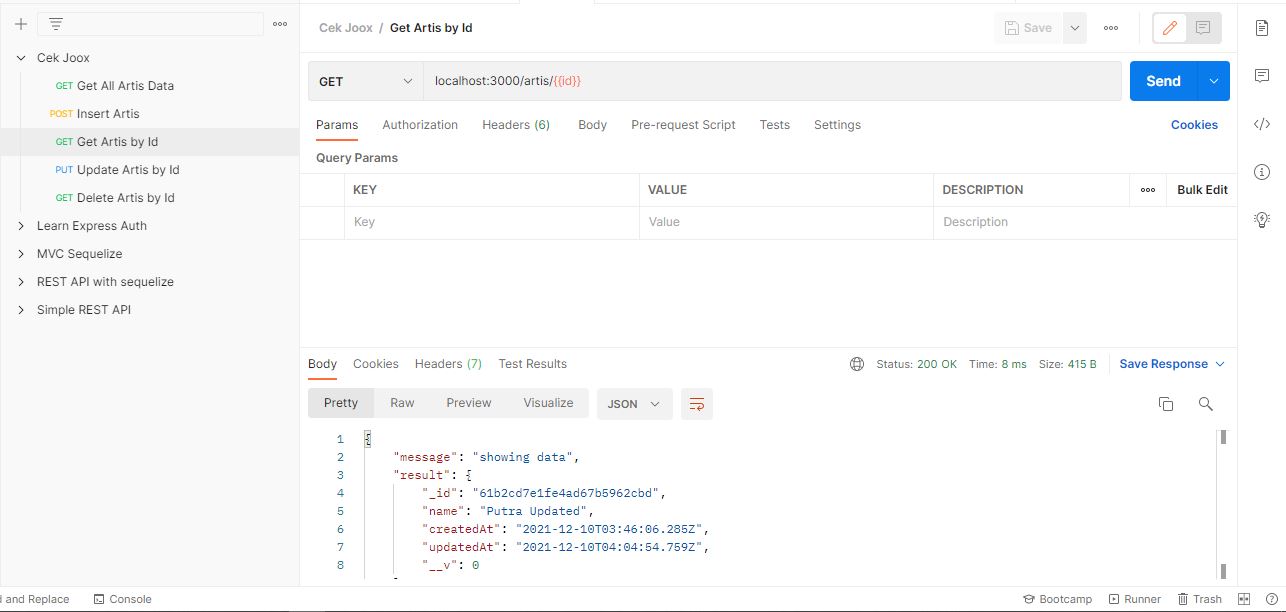 Cek Joox / Get Artis by Id
Save
Cek Joox
GET Get All Artis Data
POST Insert Artis
GET Get Artis by Id
PUT Update Artis by Id
GET Delete Artis by Id
Learn Express Auth
MVC Sequelize
REST API with sequelize
Simple REST API
GET
localhost:3000/artis/{{id}}
Send
Params Authorization Headers (6) Body Pre-request Script Tests Settings Cookies
Query Params
KEY VALUE DESCRIPTION Bulk Edit
Key Value Description
Body Cookies Headers (7) Test Results Status: 200 OK Time: 8 ms Size: 415 B Save Response
Pretty Raw Preview Visualize JSON
1 {
2 "message": "showing data",
3 "result": {
4 "_id": "61b2cd7e1fe4ad67b5962cbd",
5 "name": "Putra Updated",
6 "createdAt": "2021-12-10T03:46:06.285Z",
7 "updatedAt": "2021-12-10T04:04:54.759Z",
8 "__v": 0
and Replace Console Bootcamp Runner Trash